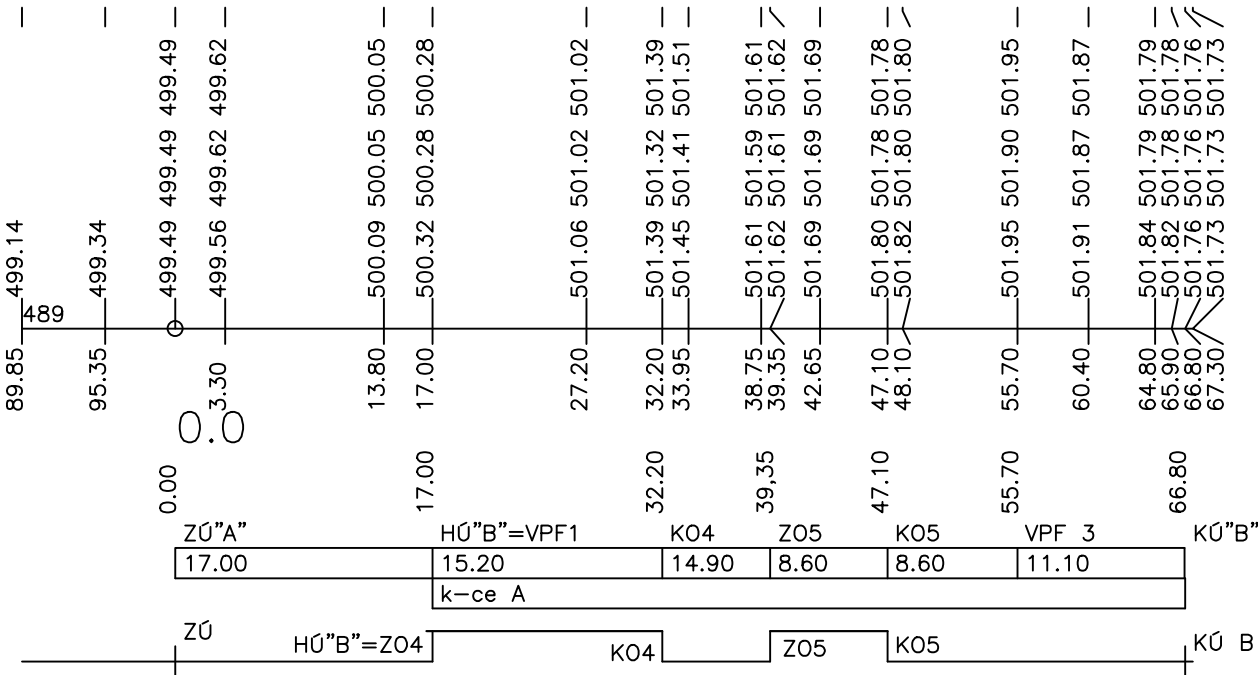 499.49 499.62 500.05 500.28 501.02 501.39 501.51 501.61 501.62 501.69 501.78 501.80 501.95 501.87 501.79 501.78 501.76 501.73
499.49 499.62 500.05 500.28 501.02 501.32 501.41 501.59 501.61 501.69 501.78 501.80 501.90 501.87 501.79 501.78 501.76 501.73
499.14 499.34 499.49 499.56 500.09 500.32 501.06 501.39 501.45 501.61 501.62 501.69 501.80 501.82 501.95 501.91 501.84 501.82 501.76 501.73
489
89.85 95.35 3.30 13.80 17.00 27.20 32.20 33.95 38.75 39.35 42.65 47.10 48.10 55.70 60.40 64.80 65.90 66.80 67.30
0.0
0.00 17.00 32.20 39,35 47.10 55.70 66.80
ZÚ"A" HÚ"B"=VPF1 KO4 ZO5 KO5 VPF 3 KÚ"B"
17.00 15.20 14.90 8.60 8.60 11.10
k-ce A
ZÚ HÚ"B"=ZO4 KO4 ZO5 KO5 KÚ B